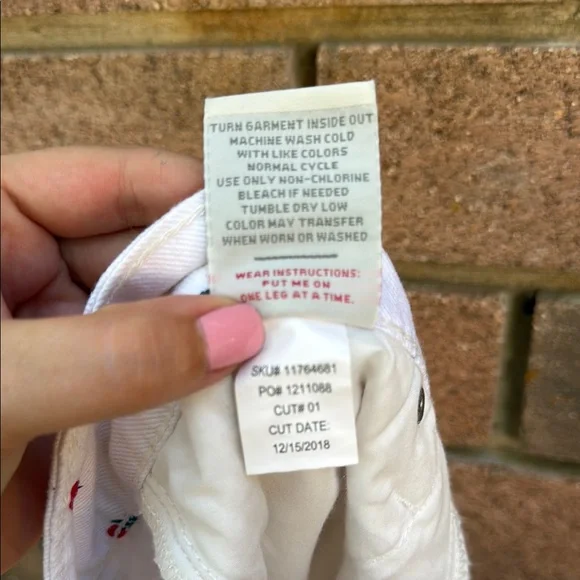 TURN GARMENT INSIDE OUT
MACHINE WASH COLD
WITH LIKE COLORS
NORMAL CYCLE
USE ONLY NON-CHLORINE
BLEACH IF NEEDED
TUMBLE DRY LOW
COLOR MAY TRANSFER
WHEN WORN OR WASHED
WEAR INSTRUCTIONS:
PUT ME ON
ONE LEG AT A TIME.
SKU# 11764681
PO# 1211088
CUT# 01
CUT DATE:
12/15/2018